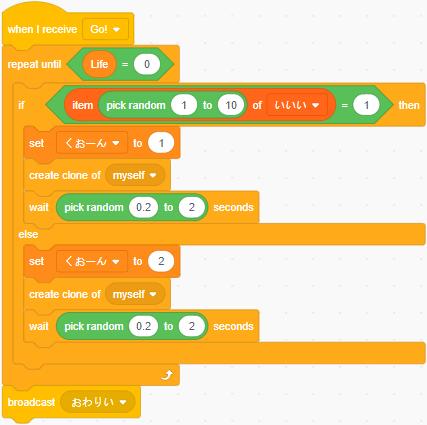 when I receive Go!
repeat until Life = 0
if item pick random 1 to 10 of いいい = 1 then
set くおーん to 1
create clone of myself
wait pick random 0.2 to 2 seconds
else
set くおーん to 2
create clone of myself
wait pick random 0.2 to 2 seconds
broadcast おわりい